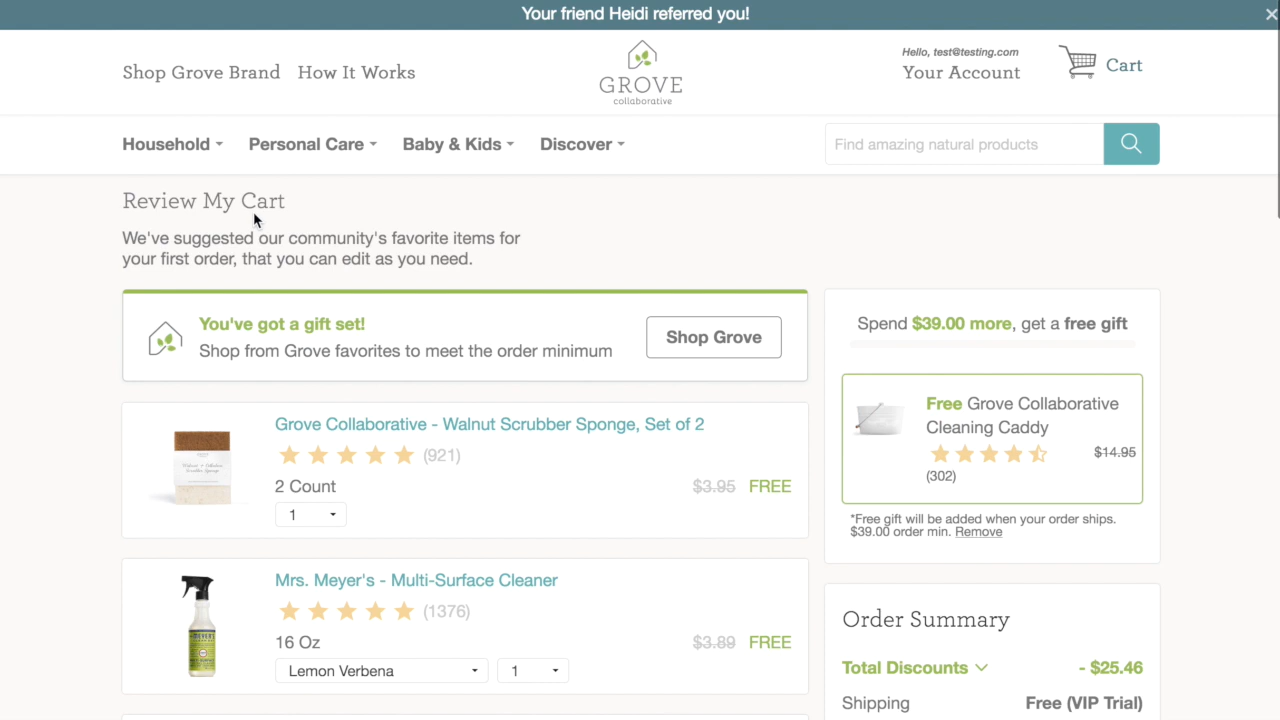 Your friend Heidi referred you!
Hello, test@testing.com
Shop Grove Brand How It Works
GROVE
collaborative
Your Account
Cart
Household Personal Care Baby & Kids Discover
Find amazing natural products
Review My Cart
We've suggested our community's favorite items for
your first order, that you can edit as you need.
You've got a gift set!
Shop from Grove favorites to meet the order minimum
Shop Grove
Grove Collaborative - Walnut Scrubber Sponge, Set of 2
(921)
2 Count
$3.95 FREE
1
Mrs. Meyer's - Multi-Surface Cleaner
(1376)
16 Oz
$3.89 FREE
Lemon Verbena 1
Spend $39.00 more, get a free gift
Free Grove Collaborative
Cleaning Caddy
$14.95
(302)
*Free gift will be added when your order ships.
$39.00 order min. Remove
Order Summary
Total Discounts - $25.46
Shipping Free (VIP Trial)